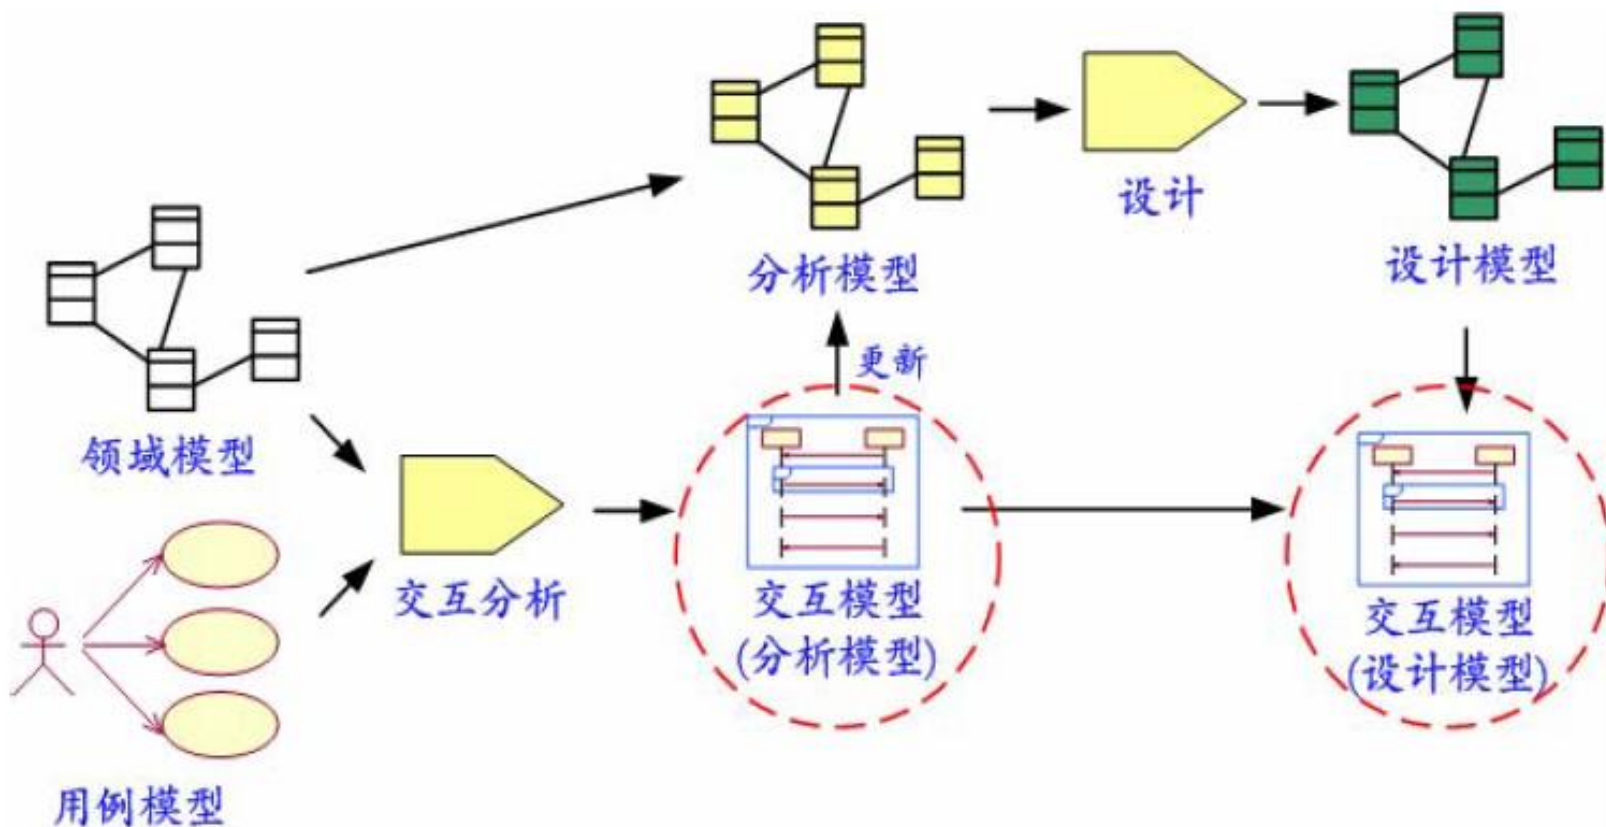 设计
分析模型
设计模型
更新
领域模型
交互分析
交互模型
(分析模型)
交互模型
(设计模型)
用例模型